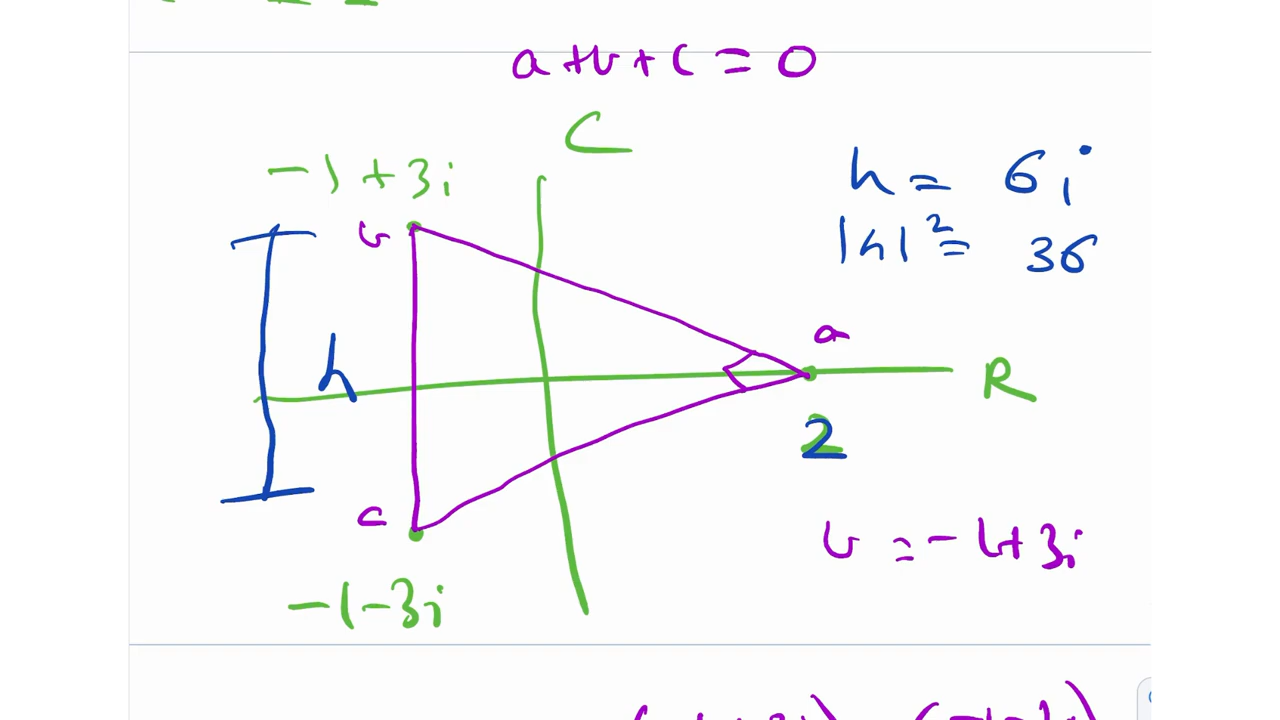 a + b + c = 0
C
-1 + 3i
h = 6i
b
|h|² = 36
a
h
R
2
c
b = -1 + 3i
-1-3i